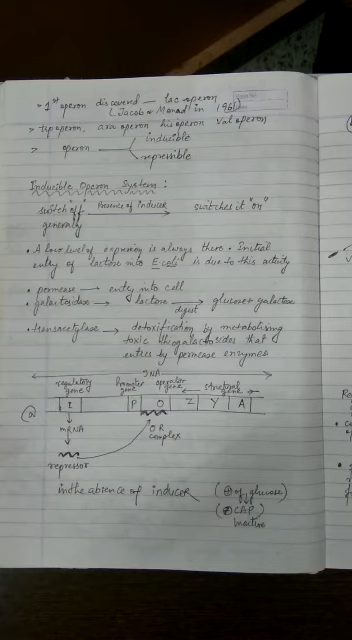 - 1st operon discovered — lac operon
(Jacob & Monad in 1961)
> trp operon, ara operon his operon val operon
> operon inducible
repressible
Inducible Operon System :
switch "off" Presence of inducer switches it "on"
generally
• A low level of expression is always there. Initial
entry of lactose into E coli is due to this activity
• permease → entry into cell
• galactosidase → lactose → glucose + galactose
digest
• transacetylase → detoxification by metabolising
toxic thiogalactosides that
enters by permease enzymes
DNA
regulatory gene Promoter gene operator gene structural gene
(a) I P O Z Y A
mRNA OR
complex
repressor
in the absence of inducer (⊕ of glucose)
(⊕ CAP)
Inactive